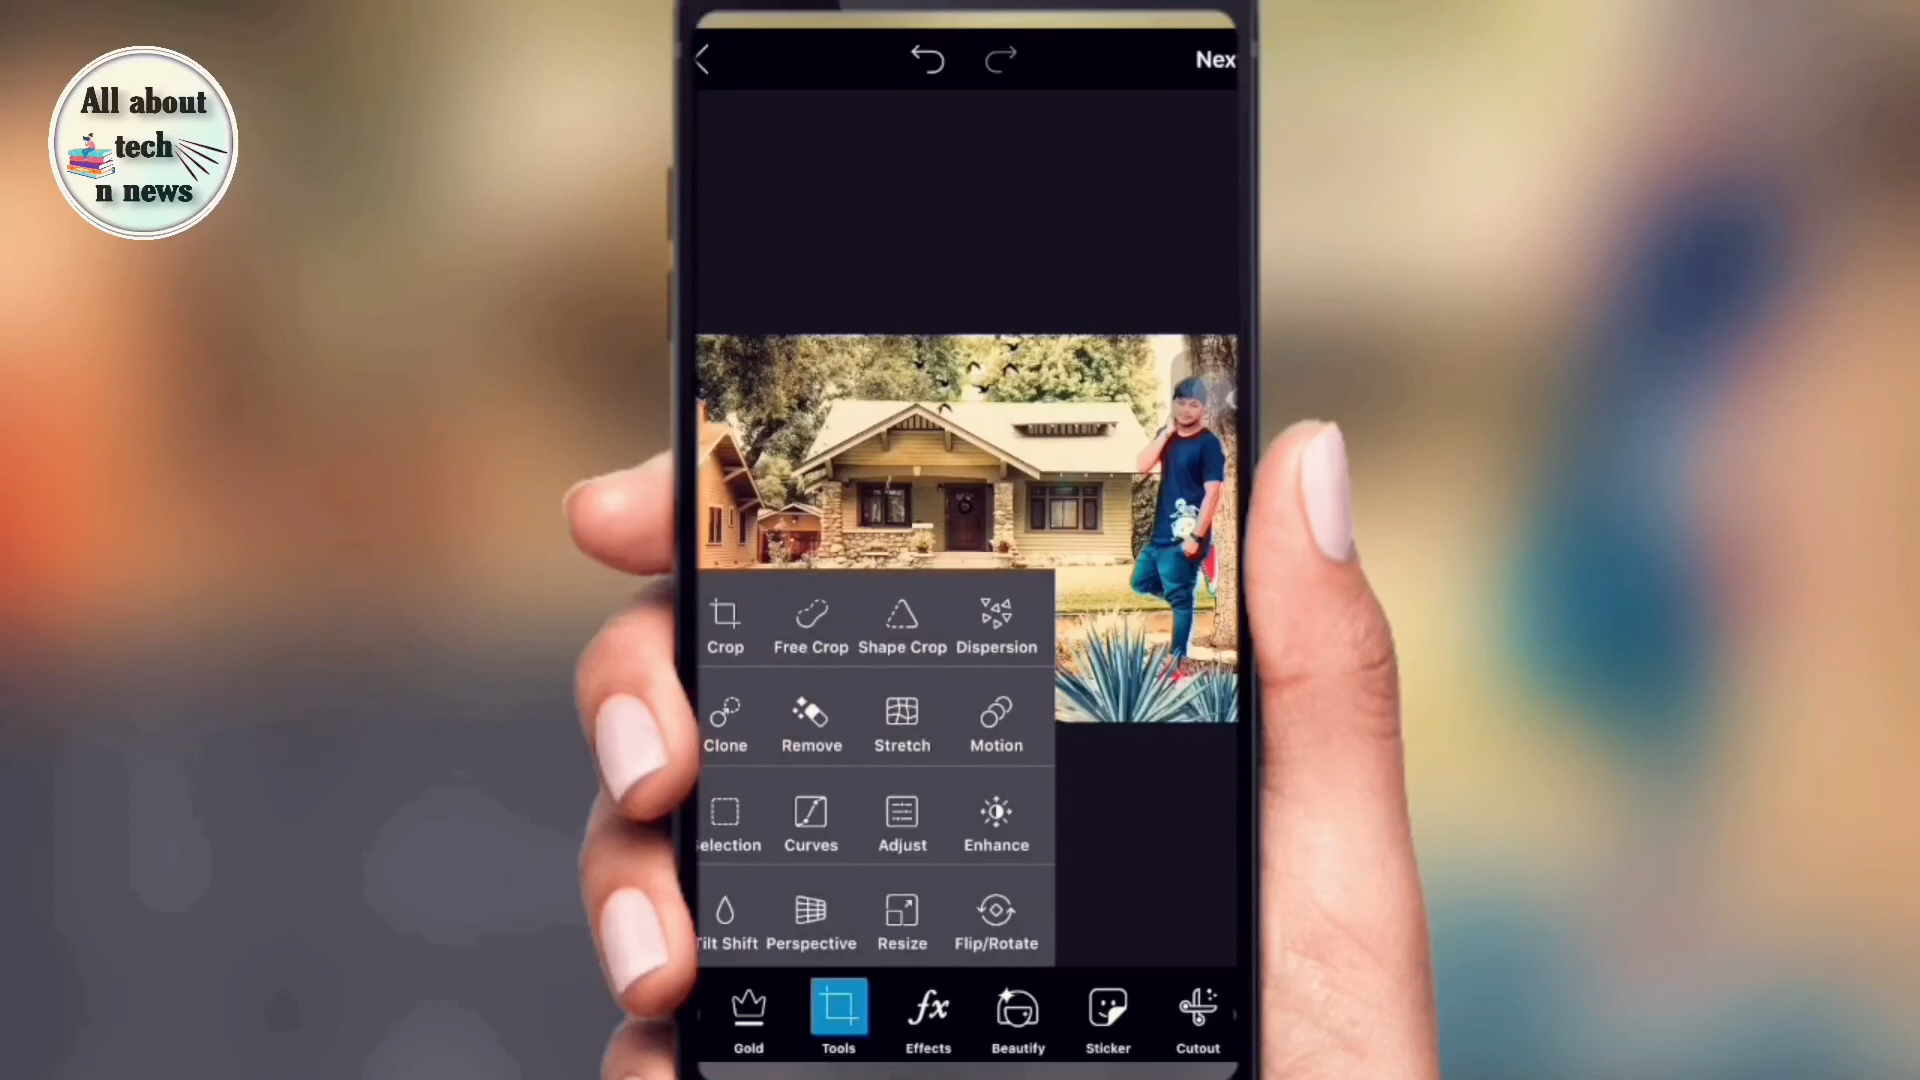 All about
tech
n news
Nex
Crop Free Crop Shape Crop Dispersion
Clone Remove Stretch Motion
election Curves Adjust Enhance
ilt Shift Perspective Resize Flip/Rotate
Gold Tools fx Effects Beautify Sticker Cutout